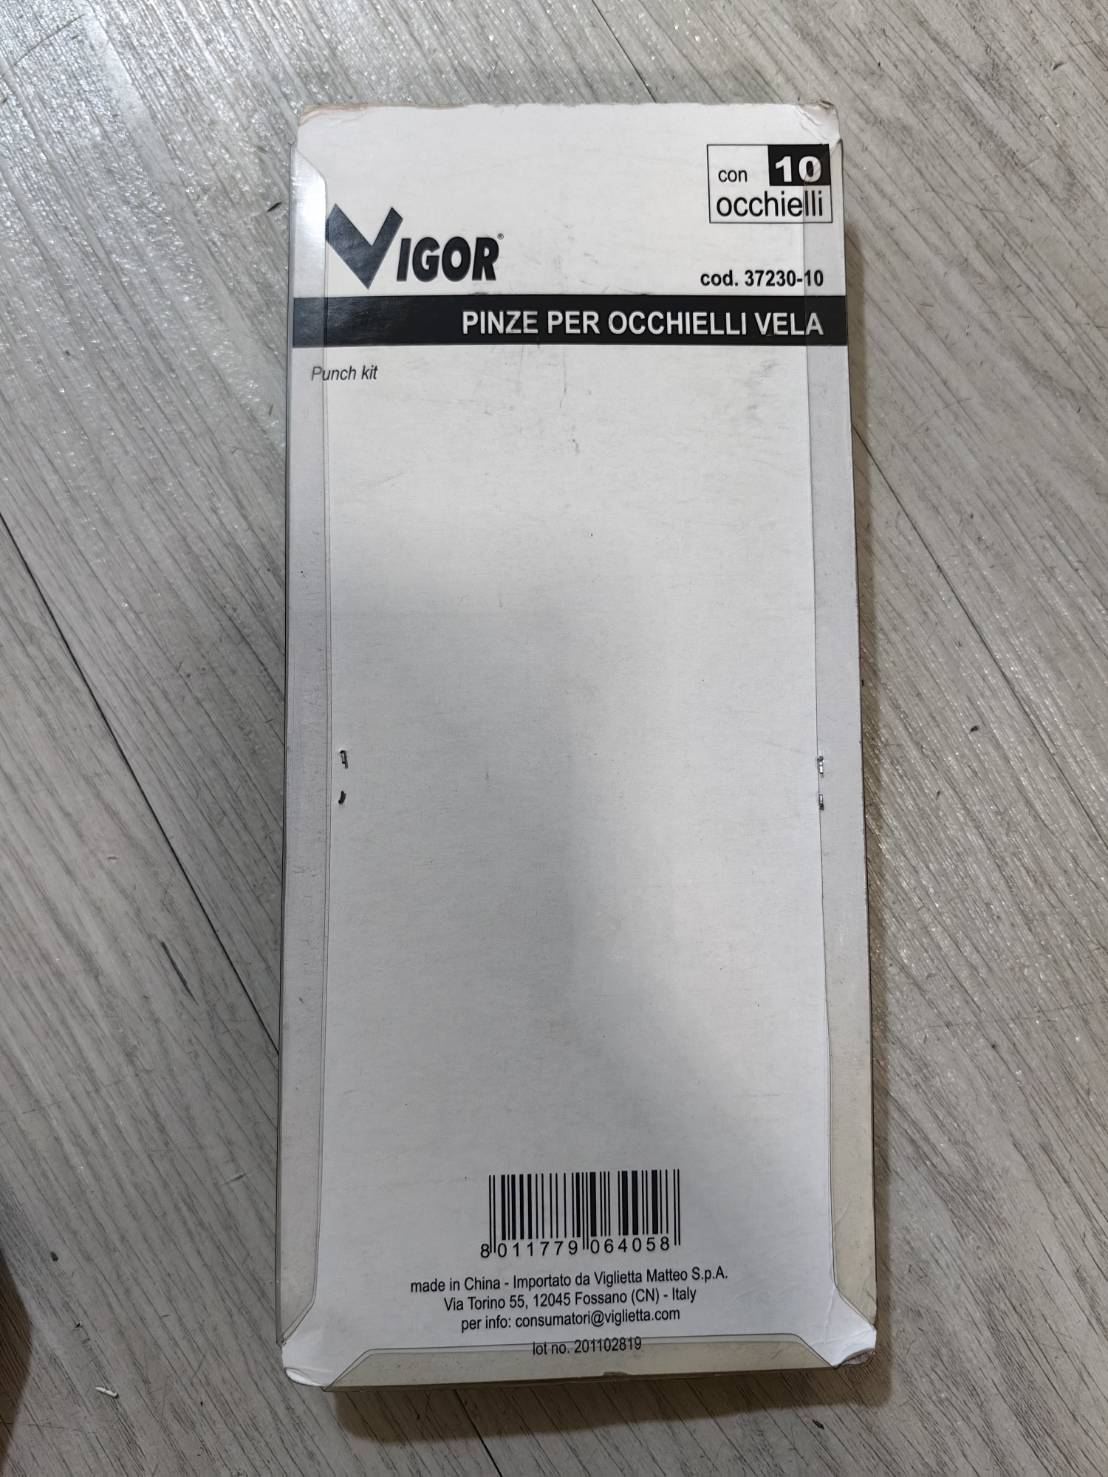 con 10
occhielli
VIGOR®
cod. 37230-10
PINZE PER OCCHIELLI VELA
Punch kit
8 011779 064058
made in China - Importato da Viglietta Matteo S.p.A.
Via Torino 55, 12045 Fossano (CN) - Italy
per info: consumatori@viglietta.com
lot no. 201102819